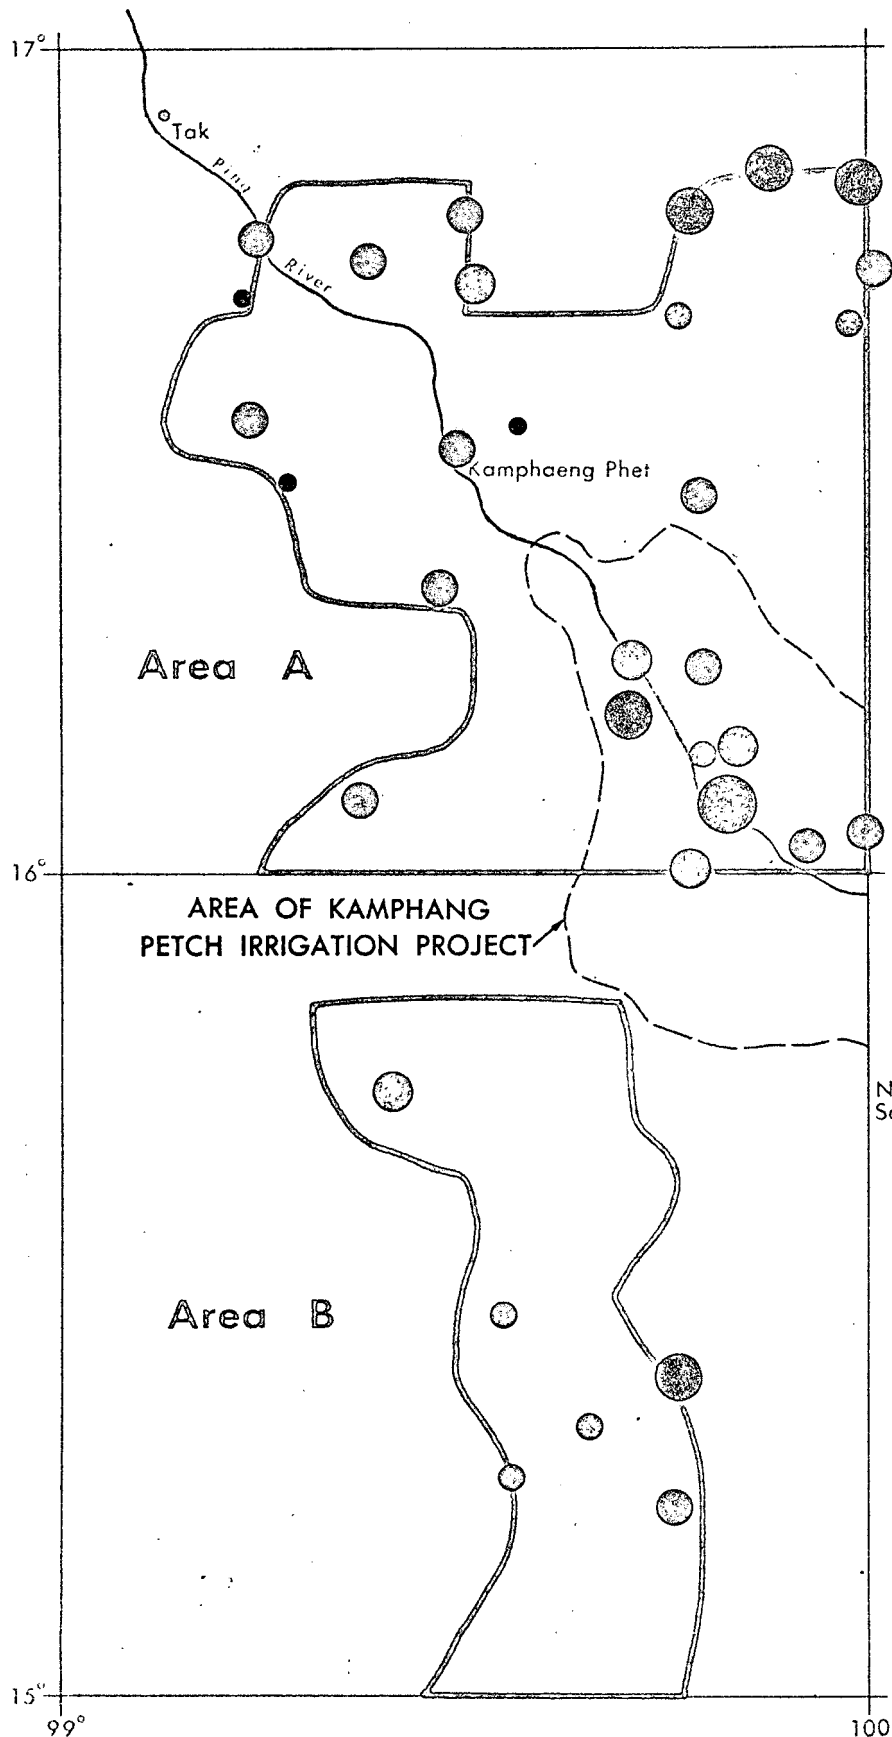 17°
Tak
Ping
River
Kamphaeng Phet
Area A
16°
AREA OF KAMPHANG
PETCH IRRIGATION PROJECT
Area B
15°
99°
100